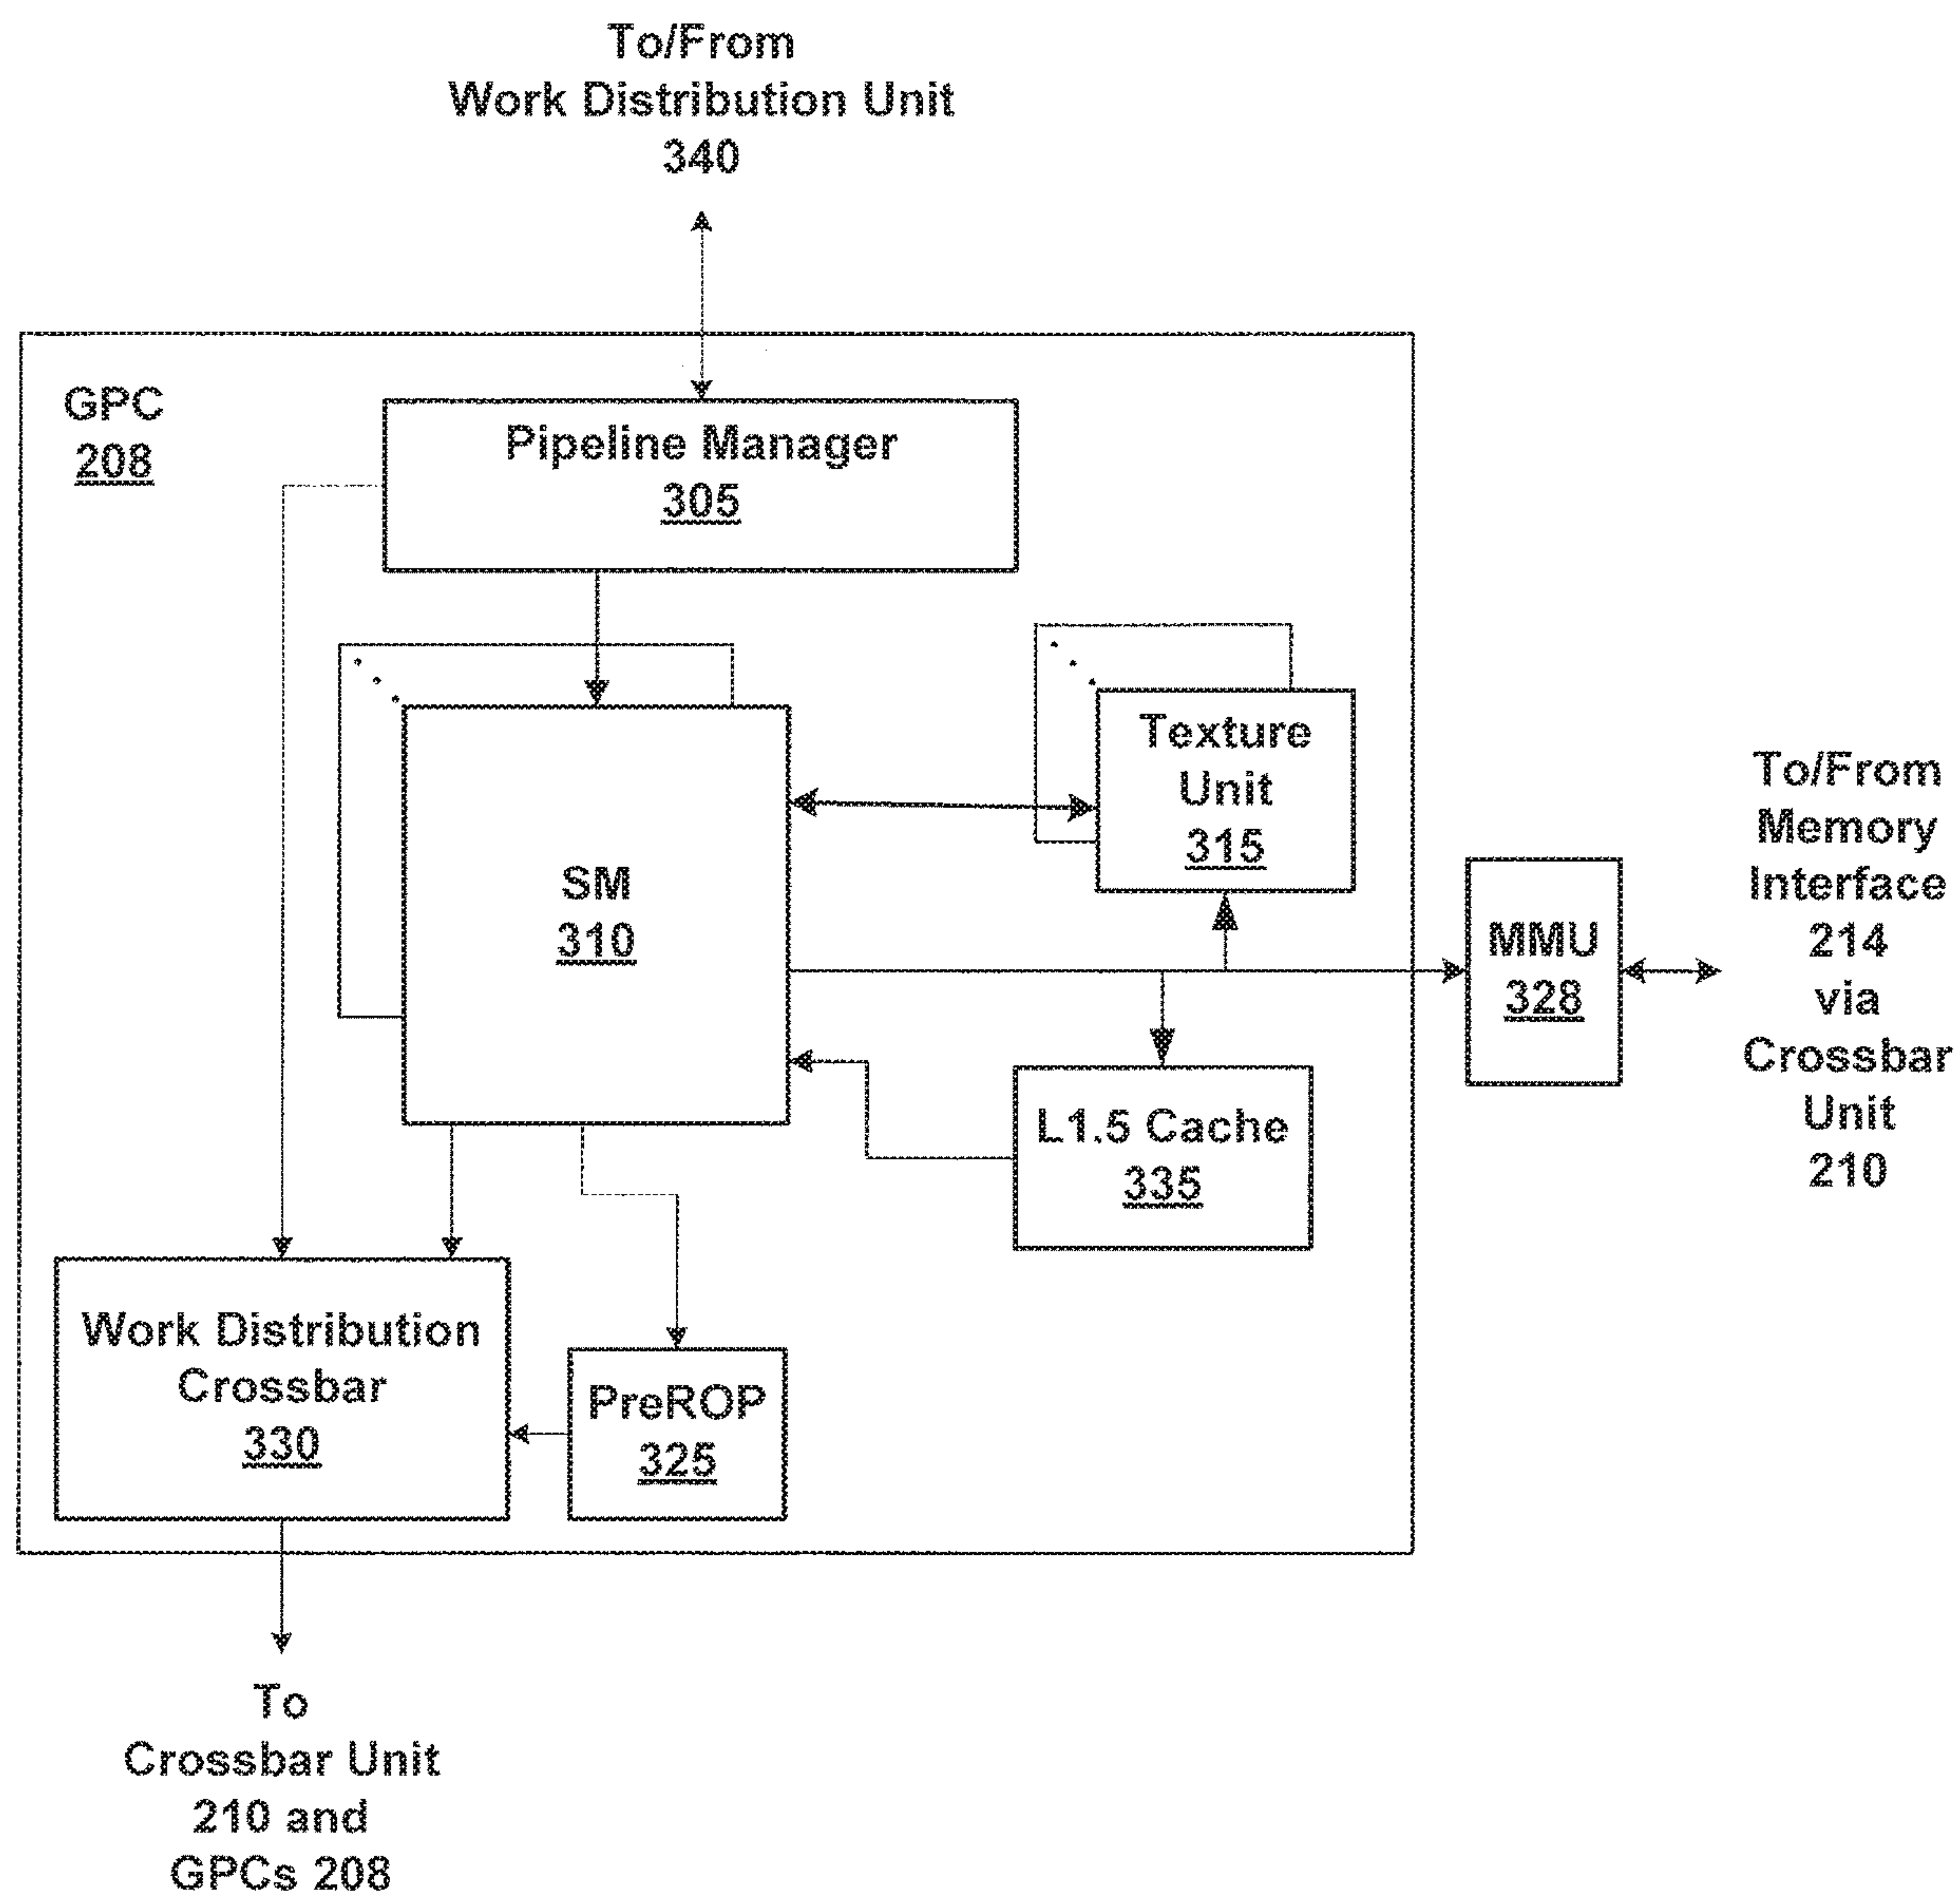 To/From
Work Distribution Unit
340
GPC
208
Pipeline Manager
305
Texture
Unit
315
SM
310
To/From
Memory
Interface
214
via
Crossbar
Unit
210
MMU
328
L1.5 Cache
335
Work Distribution
Crossbar
330
PreROP
325
To
Crossbar Unit
210 and
GPCs 208